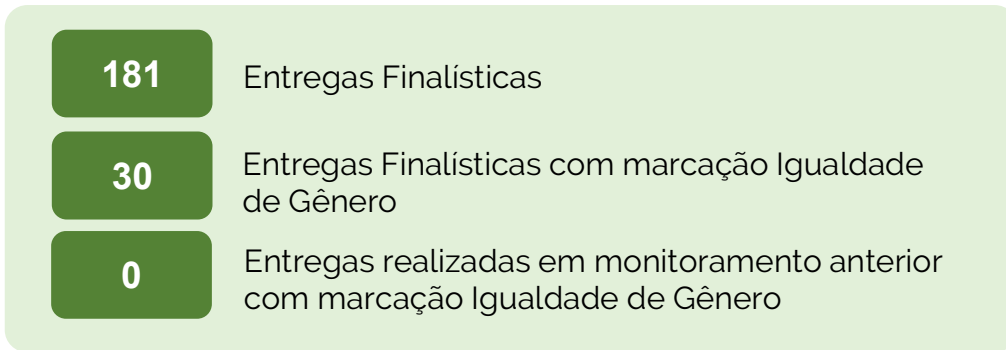 181
Entregas Finalísticas
30
Entregas Finalísticas com marcação Igualdade
de Gênero
0
Entregas realizadas em monitoramento anterior
com marcação Igualdade de Gênero